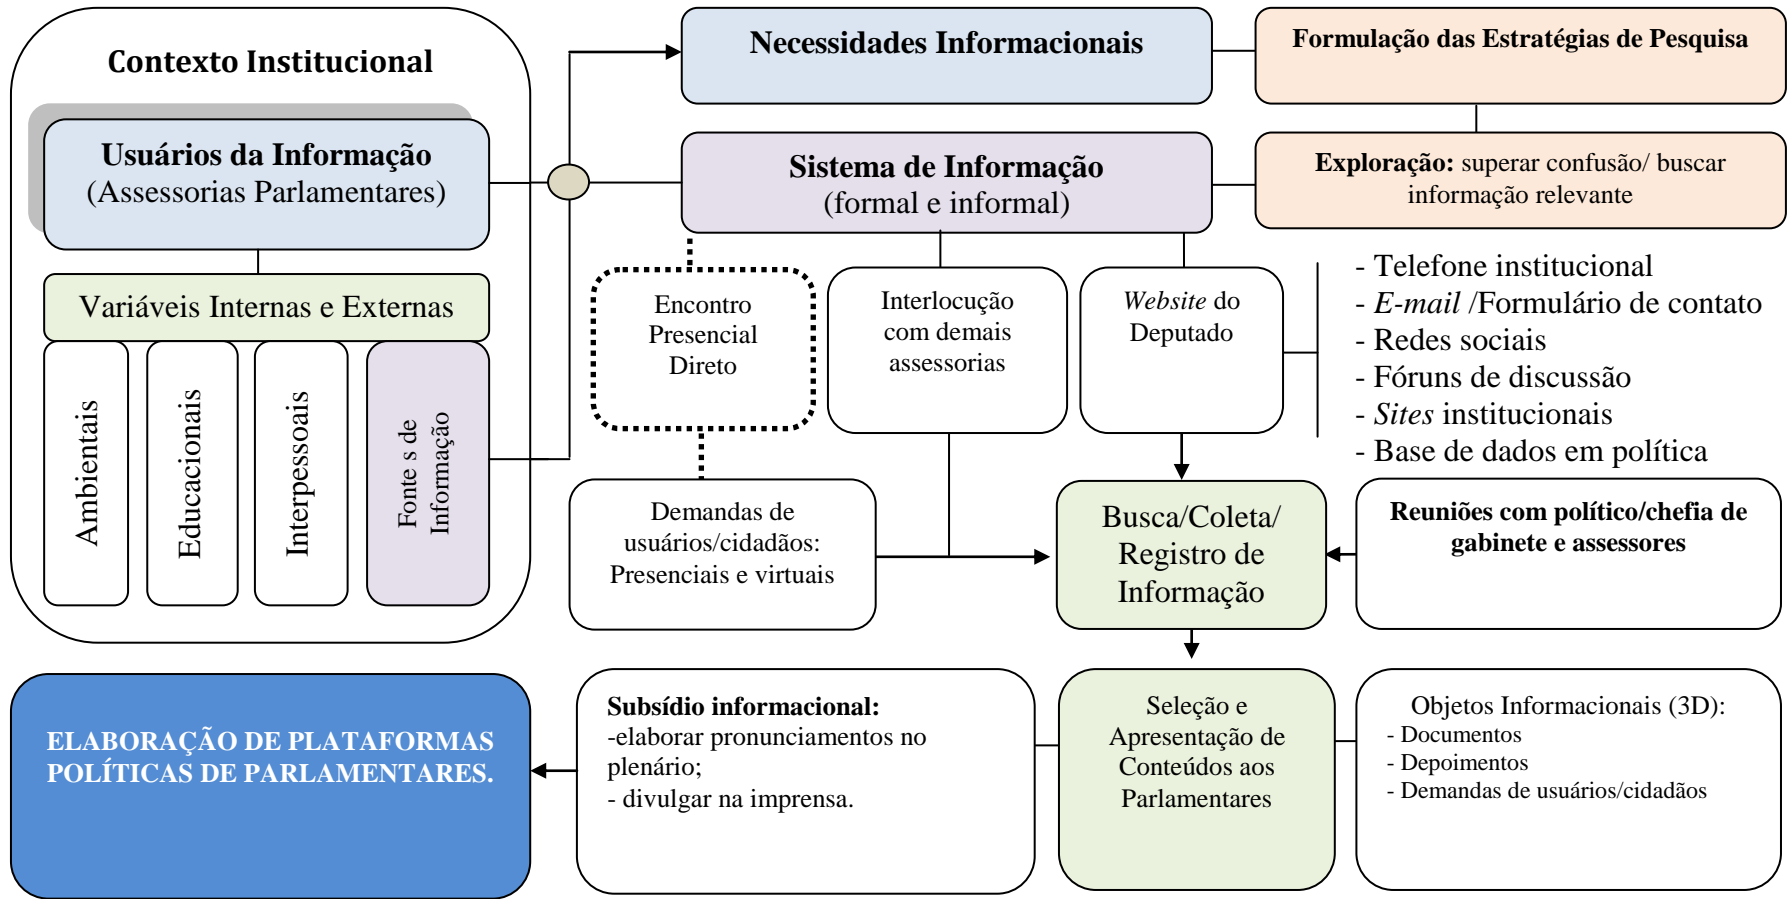 Contexto Institucional
Usuários da Informação
(Assessorias Parlamentares)
Variáveis Internas e Externas
Ambientais
Educacionais
Interpessoais
Fonte s de
Informação
Necessidades Informacionais
Formulação das Estratégias de Pesquisa
Sistema de Informação
(formal e informal)
Exploração: superar confusão/ buscar
informação relevante
Encontro
Presencial
Direto
Interlocução
com demais
assessorias
Website do
Deputado
- Telefone institucional
- E-mail /Formulário de contato
- Redes sociais
- Fóruns de discussão
- Sites institucionais
- Base de dados em política
Demandas de
usuários/cidadãos:
Presenciais e virtuais
Busca/Coleta/
Registro de
Informação
Reuniões com político/chefia de
gabinete e assessores
ELABORAÇÃO DE PLATAFORMAS
POLÍTICAS DE PARLAMENTARES.
Subsídio informacional:
-elaborar pronunciamentos no
plenário;
- divulgar na imprensa.
Seleção e
Apresentação de
Conteúdos aos
Parlamentares
Objetos Informacionais (3D):
- Documentos
- Depoimentos
- Demandas de usuários/cidadãos